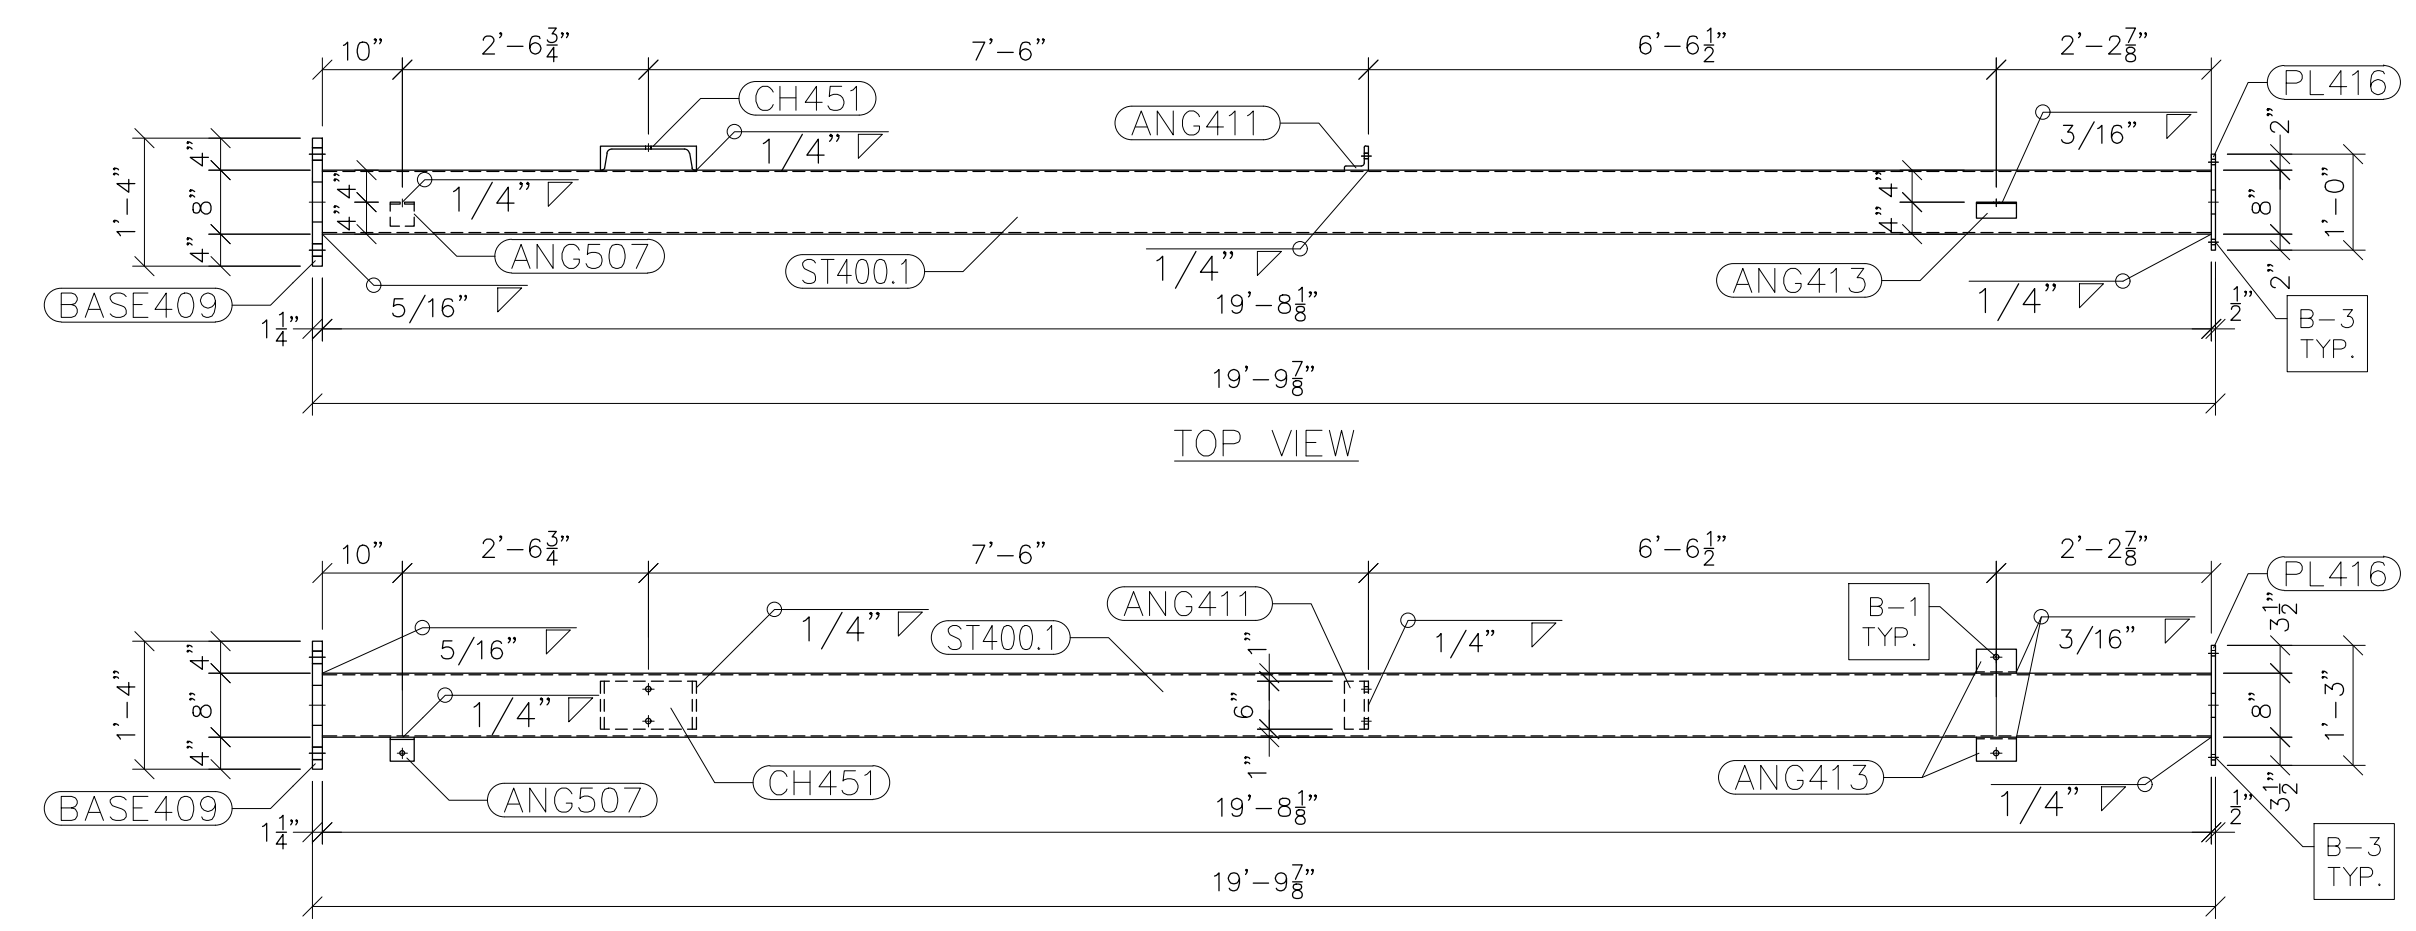 10” 2’–6 3/4” 7’–6” 6’–6 1/2” 2’–2 7/8”
CH451 ANG411 PL416
1/4” 3/16” 2”
1’–4” 4” 8” 4” 4” 4” 1/4” 4” 4” 8” 1’–0”
ANG507 ST400.1 1/4” ANG413 1/4” 2”
BASE409 5/16” 19’–8 1/8” 1/2” B–3
1 1/4” TYP.
19’–9 7/8”
TOP VIEW
10” 2’–6 3/4” 7’–6” 6’–6 1/2” 2’–2 7/8”
PL416
ANG411 B–1
TYP.
1/4” ST400.1 1/4” 3/16” 3 1/2”
5/16” 1”
1’–4” 4” 8” 4” 1/4” 6” 8” 1’–3”
1”
CH451 ANG413
BASE409 ANG507 19’–8 1/8” 1/4” 3 1/2”
1 1/4” 1/2”
B–3
TYP.
19’–9 7/8”